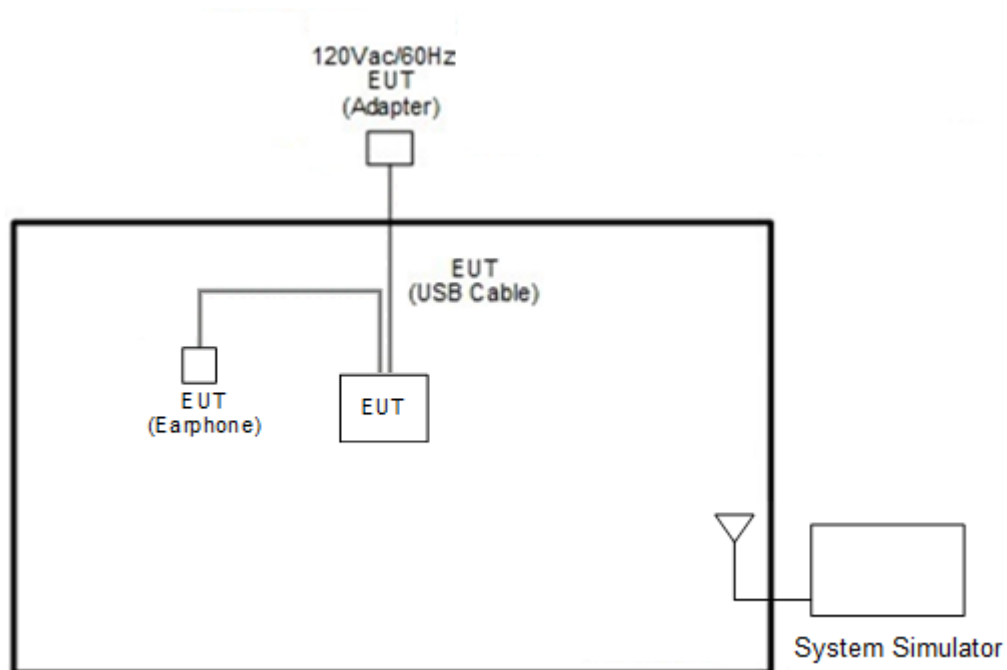 120Vac/60Hz
EUT
(Adapter)
EUT
(USB Cable)
EUT
(Earphone)
EUT
System Simulator